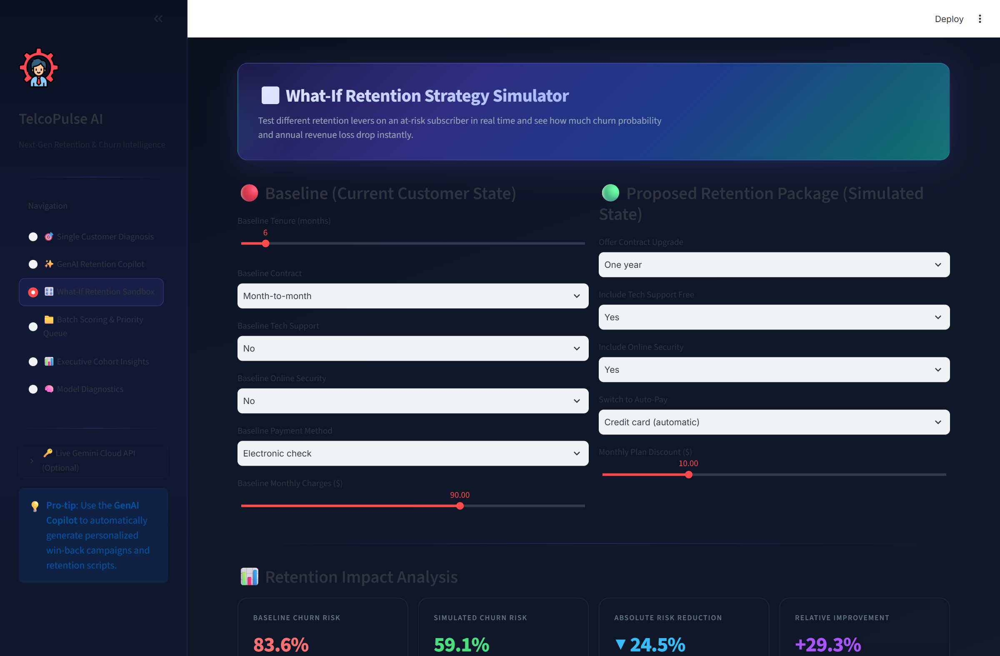 Deploy
TelcoPulse AI
Next-Gen Retention & Churn Intelligence
Navigation
Single Customer Diagnosis
GenAI Retention Copilot
What-If Retention Sandbox
Batch Scoring & Priority
Queue
Executive Cohort Insights
Model Diagnostics
Live Gemini Cloud API
(Optional)
Pro-tip: Use the GenAI
Copilot to automatically
generate personalized
win-back campaigns and
retention scripts.
What-If Retention Strategy Simulator
Test different retention levers on an at-risk subscriber in real time and see how much churn probability
and annual revenue loss drop instantly.
Baseline (Current Customer State)
Baseline Tenure (months)
6
Baseline Contract
Month-to-month
Baseline Tech Support
No
Baseline Online Security
No
Baseline Payment Method
Electronic check
Baseline Monthly Charges ($)
90.00
Proposed Retention Package (Simulated
State)
Offer Contract Upgrade
One year
Include Tech Support Free
Yes
Include Online Security
Yes
Switch to Auto-Pay
Credit card (automatic)
Monthly Plan Discount ($)
10.00
Retention Impact Analysis
BASELINE CHURN RISK
83.6%
SIMULATED CHURN RISK
59.1%
ABSOLUTE RISK REDUCTION
▼ 24.5%
RELATIVE IMPROVEMENT
+29.3%